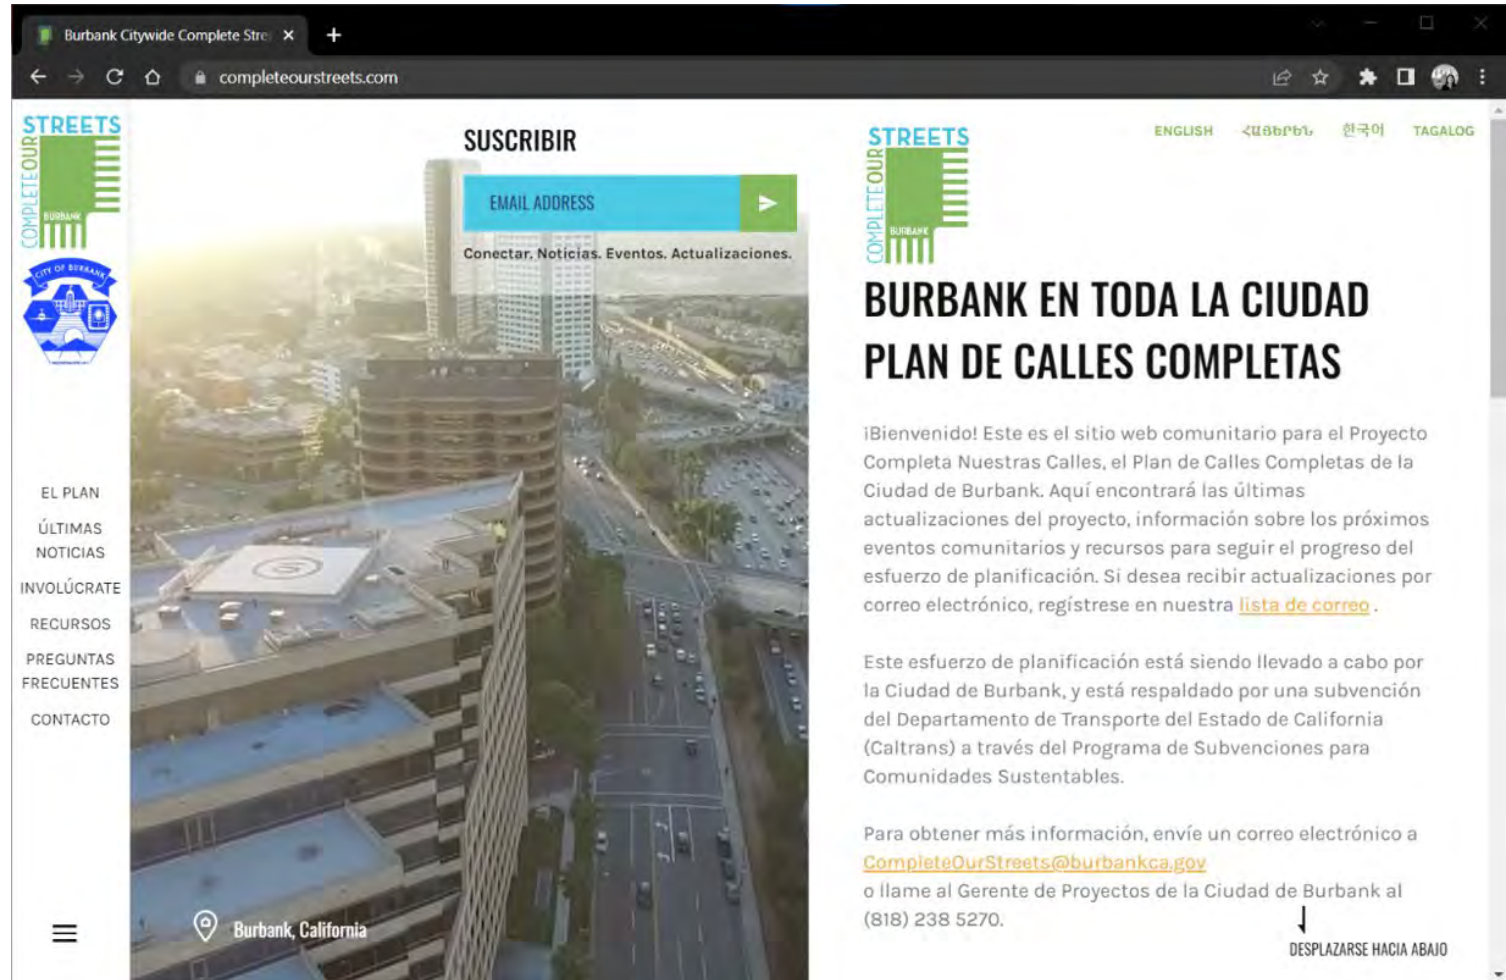 Burbank Citywide Complete Stre
completeourstreets.com
STREETS
COMPLETE OUR
BURBANK
CITY OF BURBANK
EL PLAN
ÚLTIMAS
NOTICIAS
INVOLÚCRATE
RECURSOS
PREGUNTAS
FRECUENTES
CONTACTO
SUSCRIBIR
EMAIL ADDRESS
Conectar. Noticias. Eventos. Actualizaciones.
Burbank, California
STREETS
COMPLETE OUR
BURBANK
ENGLISH ՀԱՅԵՐԵՆ 한국어 TAGALOG
BURBANK EN TODA LA CIUDAD
PLAN DE CALLES COMPLETAS
¡Bienvenido! Este es el sitio web comunitario para el Proyecto
Completa Nuestras Calles, el Plan de Calles Completas de la
Ciudad de Burbank. Aquí encontrará las últimas
actualizaciones del proyecto, información sobre los próximos
eventos comunitarios y recursos para seguir el progreso del
esfuerzo de planificación. Si desea recibir actualizaciones por
correo electrónico, regístrese en nuestra lista de correo .
Este esfuerzo de planificación está siendo llevado a cabo por
la Ciudad de Burbank, y está respaldado por una subvención
del Departamento de Transporte del Estado de California
(Caltrans) a través del Programa de Subvenciones para
Comunidades Sustentables.
Para obtener más información, envíe un correo electrónico a
CompleteOurStreets@burbankca.gov
o llame al Gerente de Proyectos de la Ciudad de Burbank al
(818) 238 5270.
DESPLAZARSE HACIA ABAJO